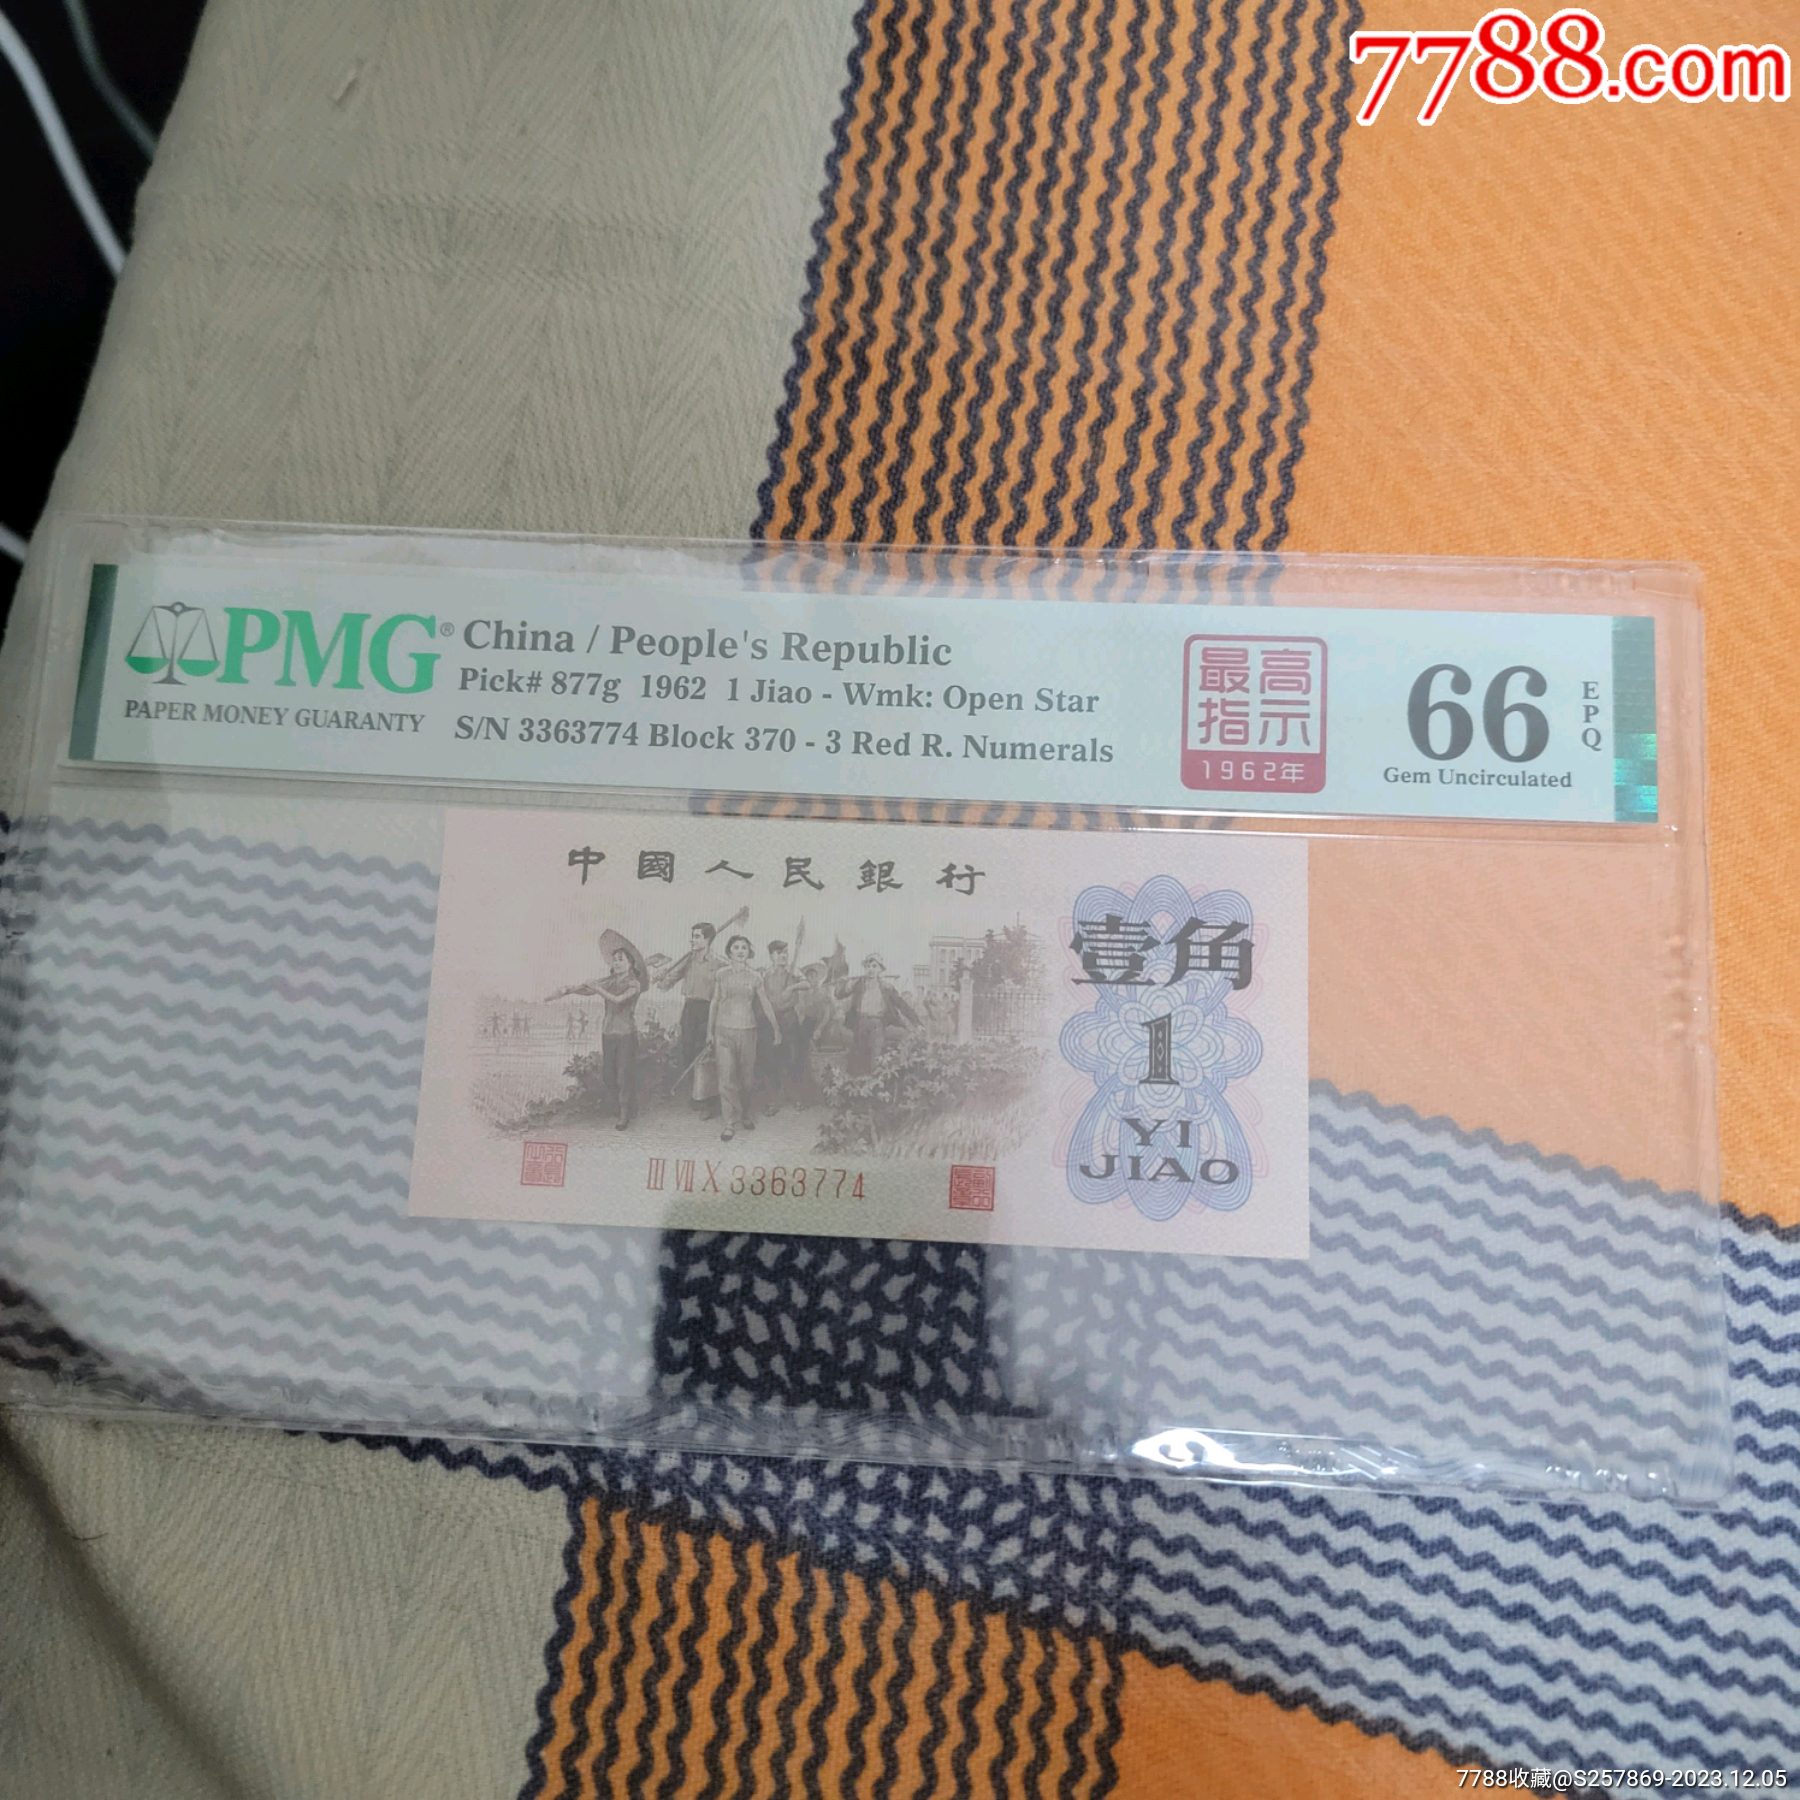 7788.com
PMG® China / People's Republic
Pick# 877g 1962 1 Jiao - Wmk: Open Star
PAPER MONEY GUARANTY
S/N 3363774 Block 370 - 3 Red R. Numerals
最高
指示
1962年
66
EPQ
Gem Uncirculated
中國人民銀行
壹角
1
YI
JIAO
III VII X 3363774
7788收藏@S257869-2023.12.05